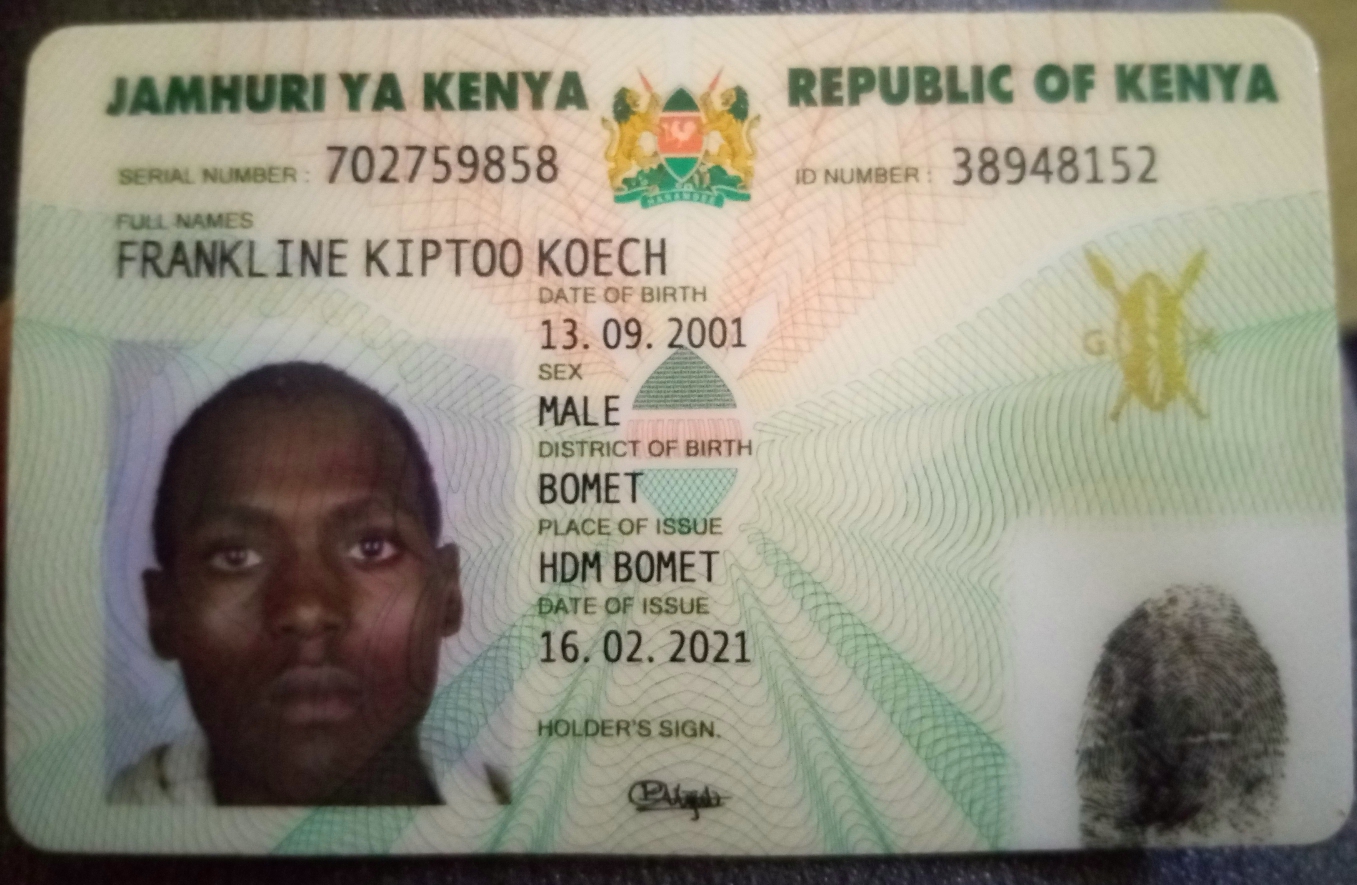 JAMHURI YA KENYA REPUBLIC OF KENYA
SERIAL NUMBER : 702759858 ID NUMBER : 38948152
HARAMBEE
FULL NAMES
FRANKLINE KIPTOO KOECH
DATE OF BIRTH
13. 09. 2001
SEX
MALE
DISTRICT OF BIRTH
BOMET
PLACE OF ISSUE
HDM BOMET
DATE OF ISSUE
16. 02. 2021
HOLDER'S SIGN.
G K